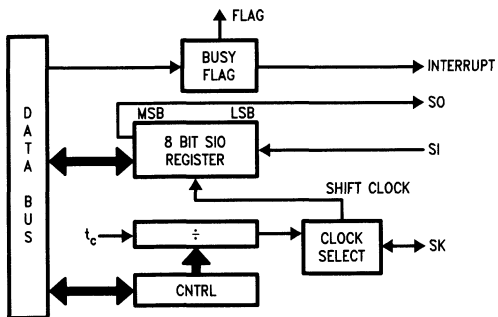 FLAG
BUSY
FLAG
INTERRUPT
SO
MSB LSB
8 BIT SIO
REGISTER
SI
SHIFT CLOCK
DATA BUS
tc
÷
CLOCK
SELECT
SK
CNTRL